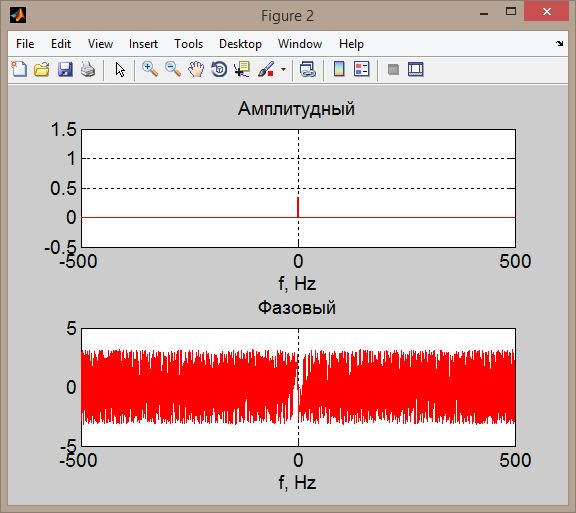 Figure 2
File Edit View Insert Tools Desktop Window Help
Амплитудный
1.5
1
0.5
0
-0.5
-500 0 500
f, Hz
Фазовый
5
0
-5
-500 0 500
f, Hz